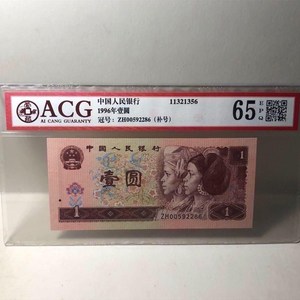 ACG
AI CANG GUARANTY
中国人民银行 11321356
1996年壹圆
冠号：ZH00592286（补号）
65 EPQ
中国人民银行
壹圆
1
1
ZH00592286